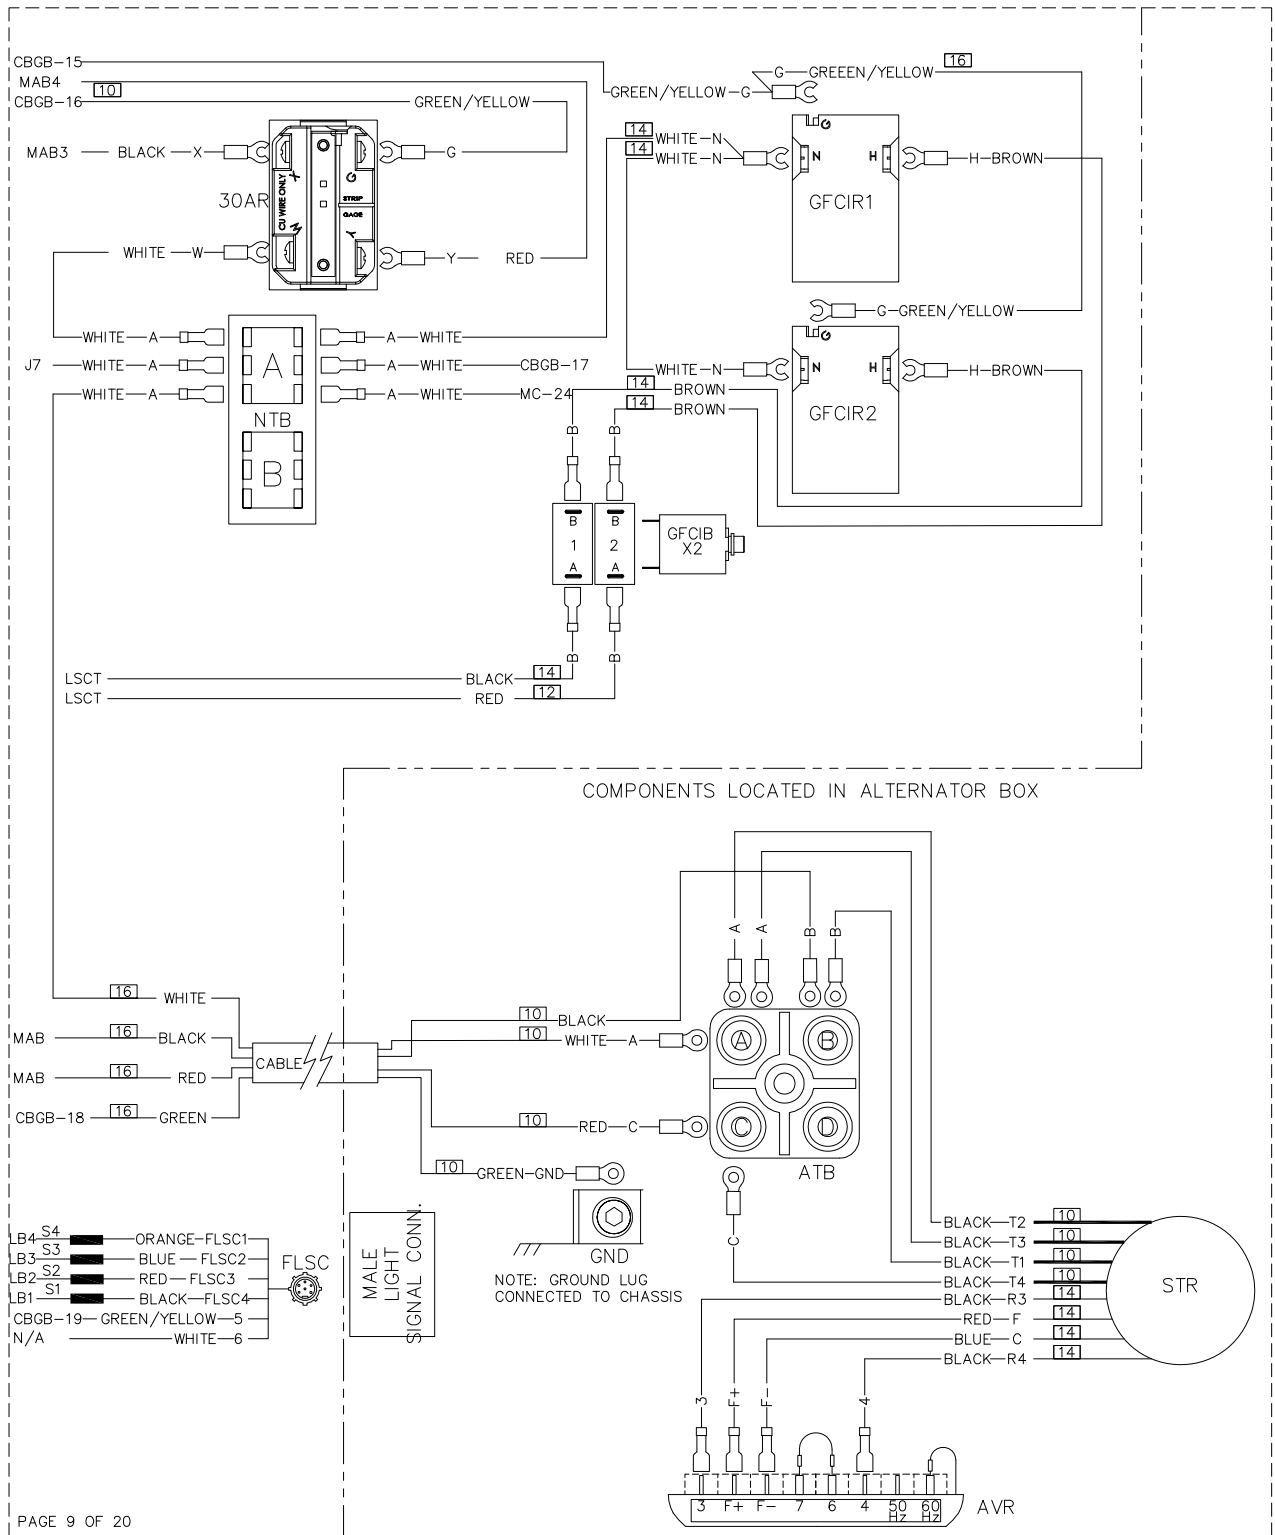 CBGB-15
MAB4
10
CBGB-16
GREEN/YELLOW
GREEN/YELLOW-G
G-GREEEN/YELLOW
16
MAB3 BLACK X
G
30AR
CU WIRE ONLY
X
G
STRIP
GAGE
W
Y
WHITE W
Y RED
14
WHITE-N
14
WHITE-N
G
N H
GFCIR1
H-BROWN
G-GREEN/YELLOW
WHITE A
A WHITE
J7 WHITE A
A WHITE CBGB-17
WHITE A
A WHITE MC-24
A
NTB
B
WHITE-N
G
N H
GFCIR2
H-BROWN
14
BROWN
14
BROWN
B B
B B
1 2
A A
GFCIB
X2
B B
LSCT BLACK 14
LSCT RED 12
COMPONENTS LOCATED IN ALTERNATOR BOX
A A B B
16 WHITE
MAB 16 BLACK
MAB 16 RED
CBGB-18 16 GREEN
CABLE
10 BLACK
10 WHITE A
10 RED C
10 GREEN-GND
A B
C D
ATB
C
GND
NOTE: GROUND LUG
CONNECTED TO CHASSIS
LB4 S4 ORANGE-FLSC1
LB3 S3 BLUE FLSC2
LB2 S2 RED FLSC3
LB1 S1 BLACK-FLSC4
CBGB-19 GREEN/YELLOW 5
N/A WHITE 6
FLSC
MALE
LIGHT
SIGNAL CONN.
BLACK T2 10
BLACK T3 10
BLACK T1 10
BLACK T4 10
BLACK R3 14
RED F 14
BLUE C 14
BLACK R4 14
STR
3 F+ F- 4
3 F+ F- 7 6 4 50 Hz 60 Hz
AVR
PAGE 9 OF 20